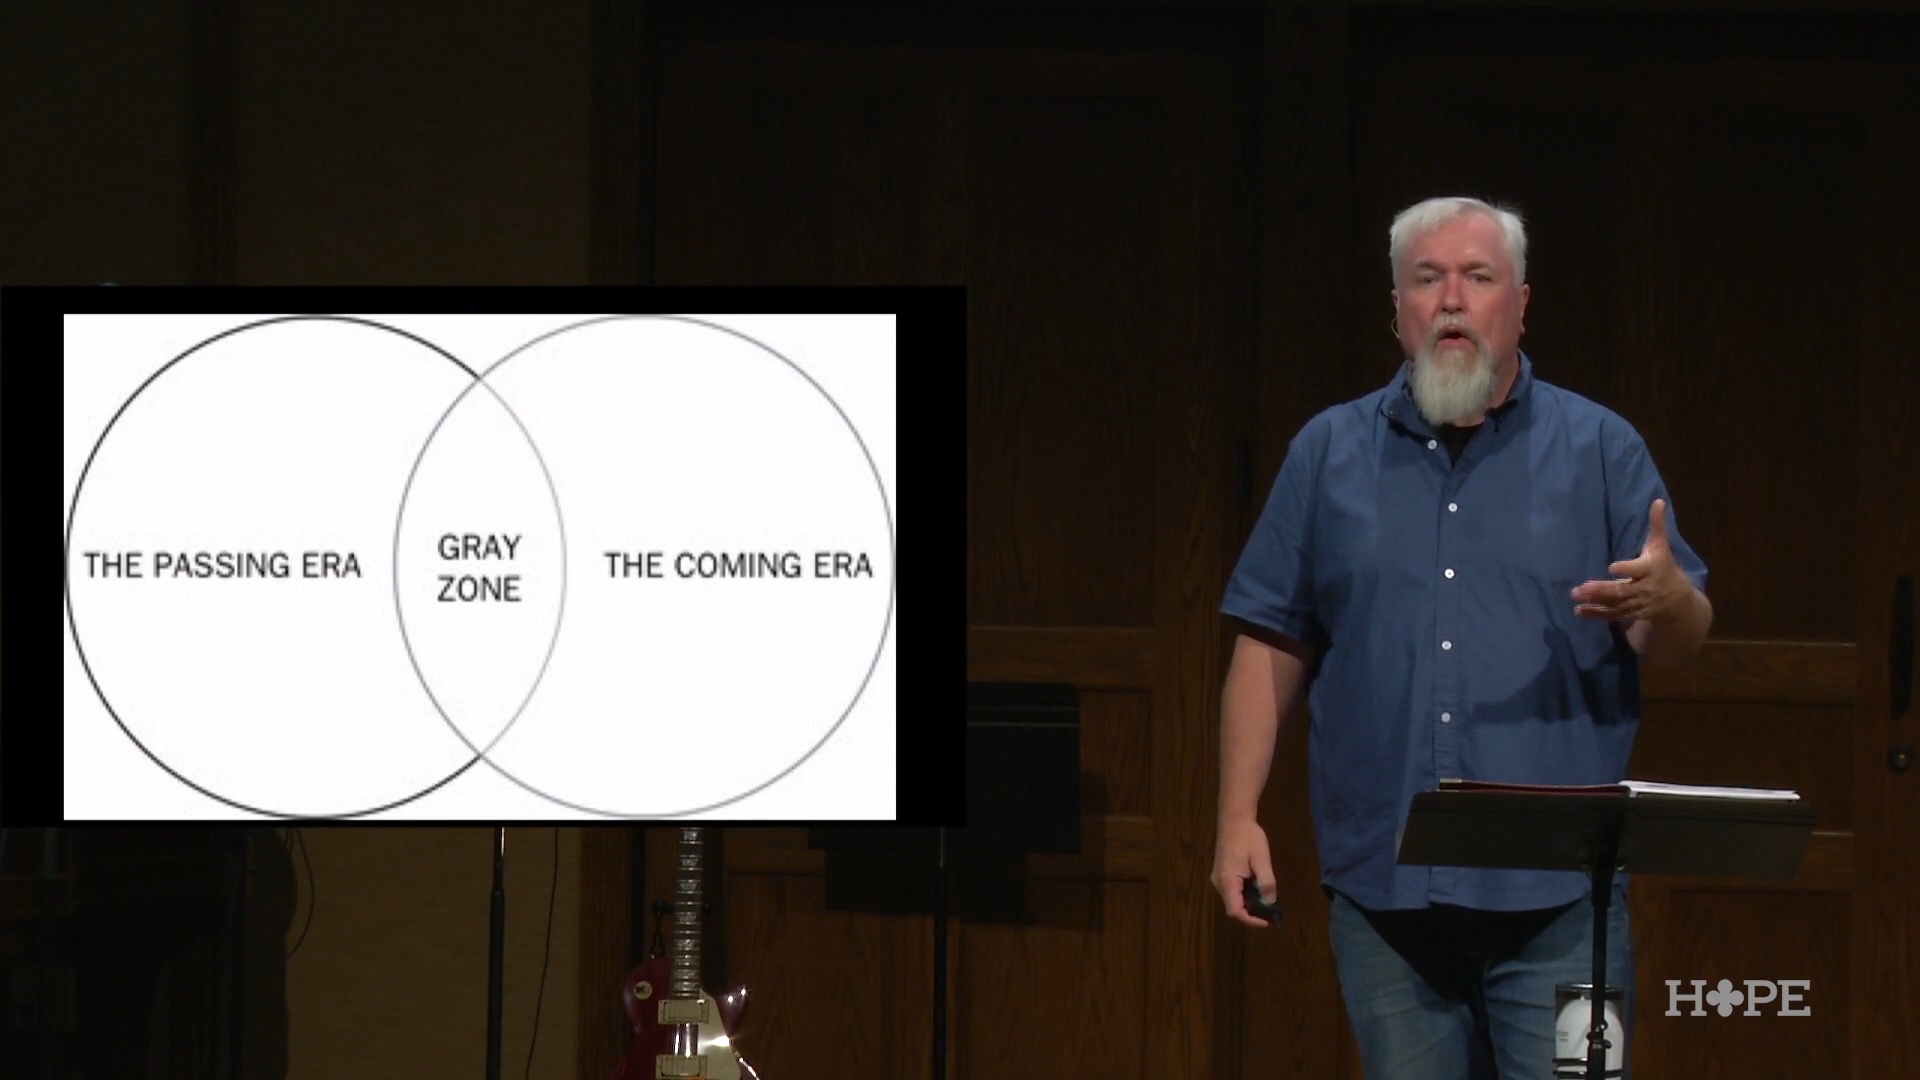 THE PASSING ERA
GRAY
ZONE
THE COMING ERA
HOPE